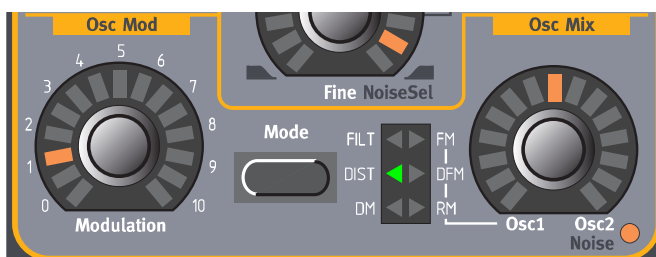 Osc Mod
Osc Mix
0
1
2
3
4
5
6
7
8
9
10
Modulation
Fine NoiseSel
Mode
FILT FM
DIST DFM
DM RM
Osc1 Osc2
Noise